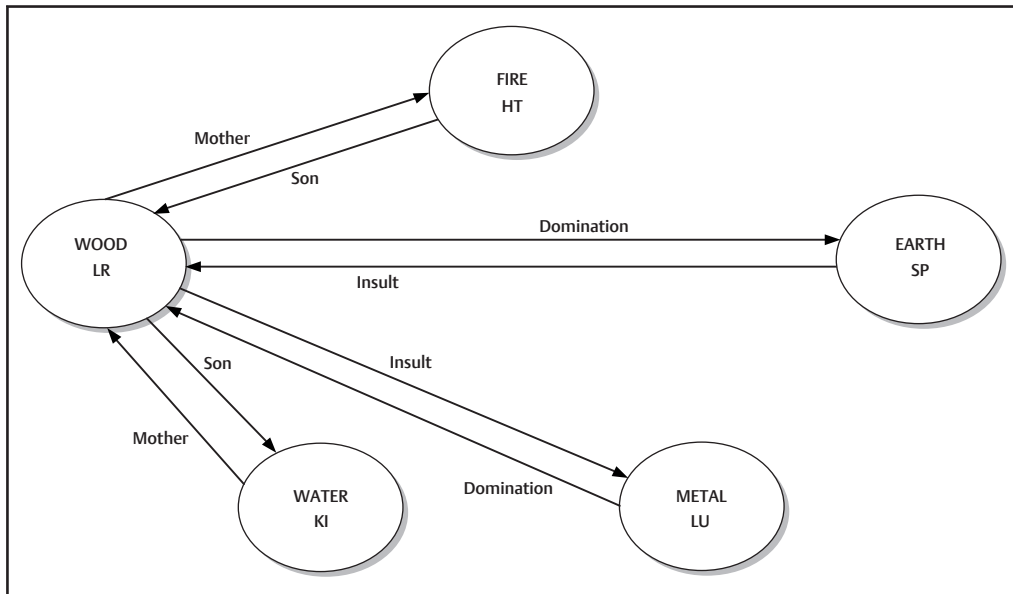 FIRE
HT
Mother
Son
Domination
WOOD
LR
EARTH
SP
Insult
Insult
Son
Mother
Domination
WATER
KI
METAL
LU